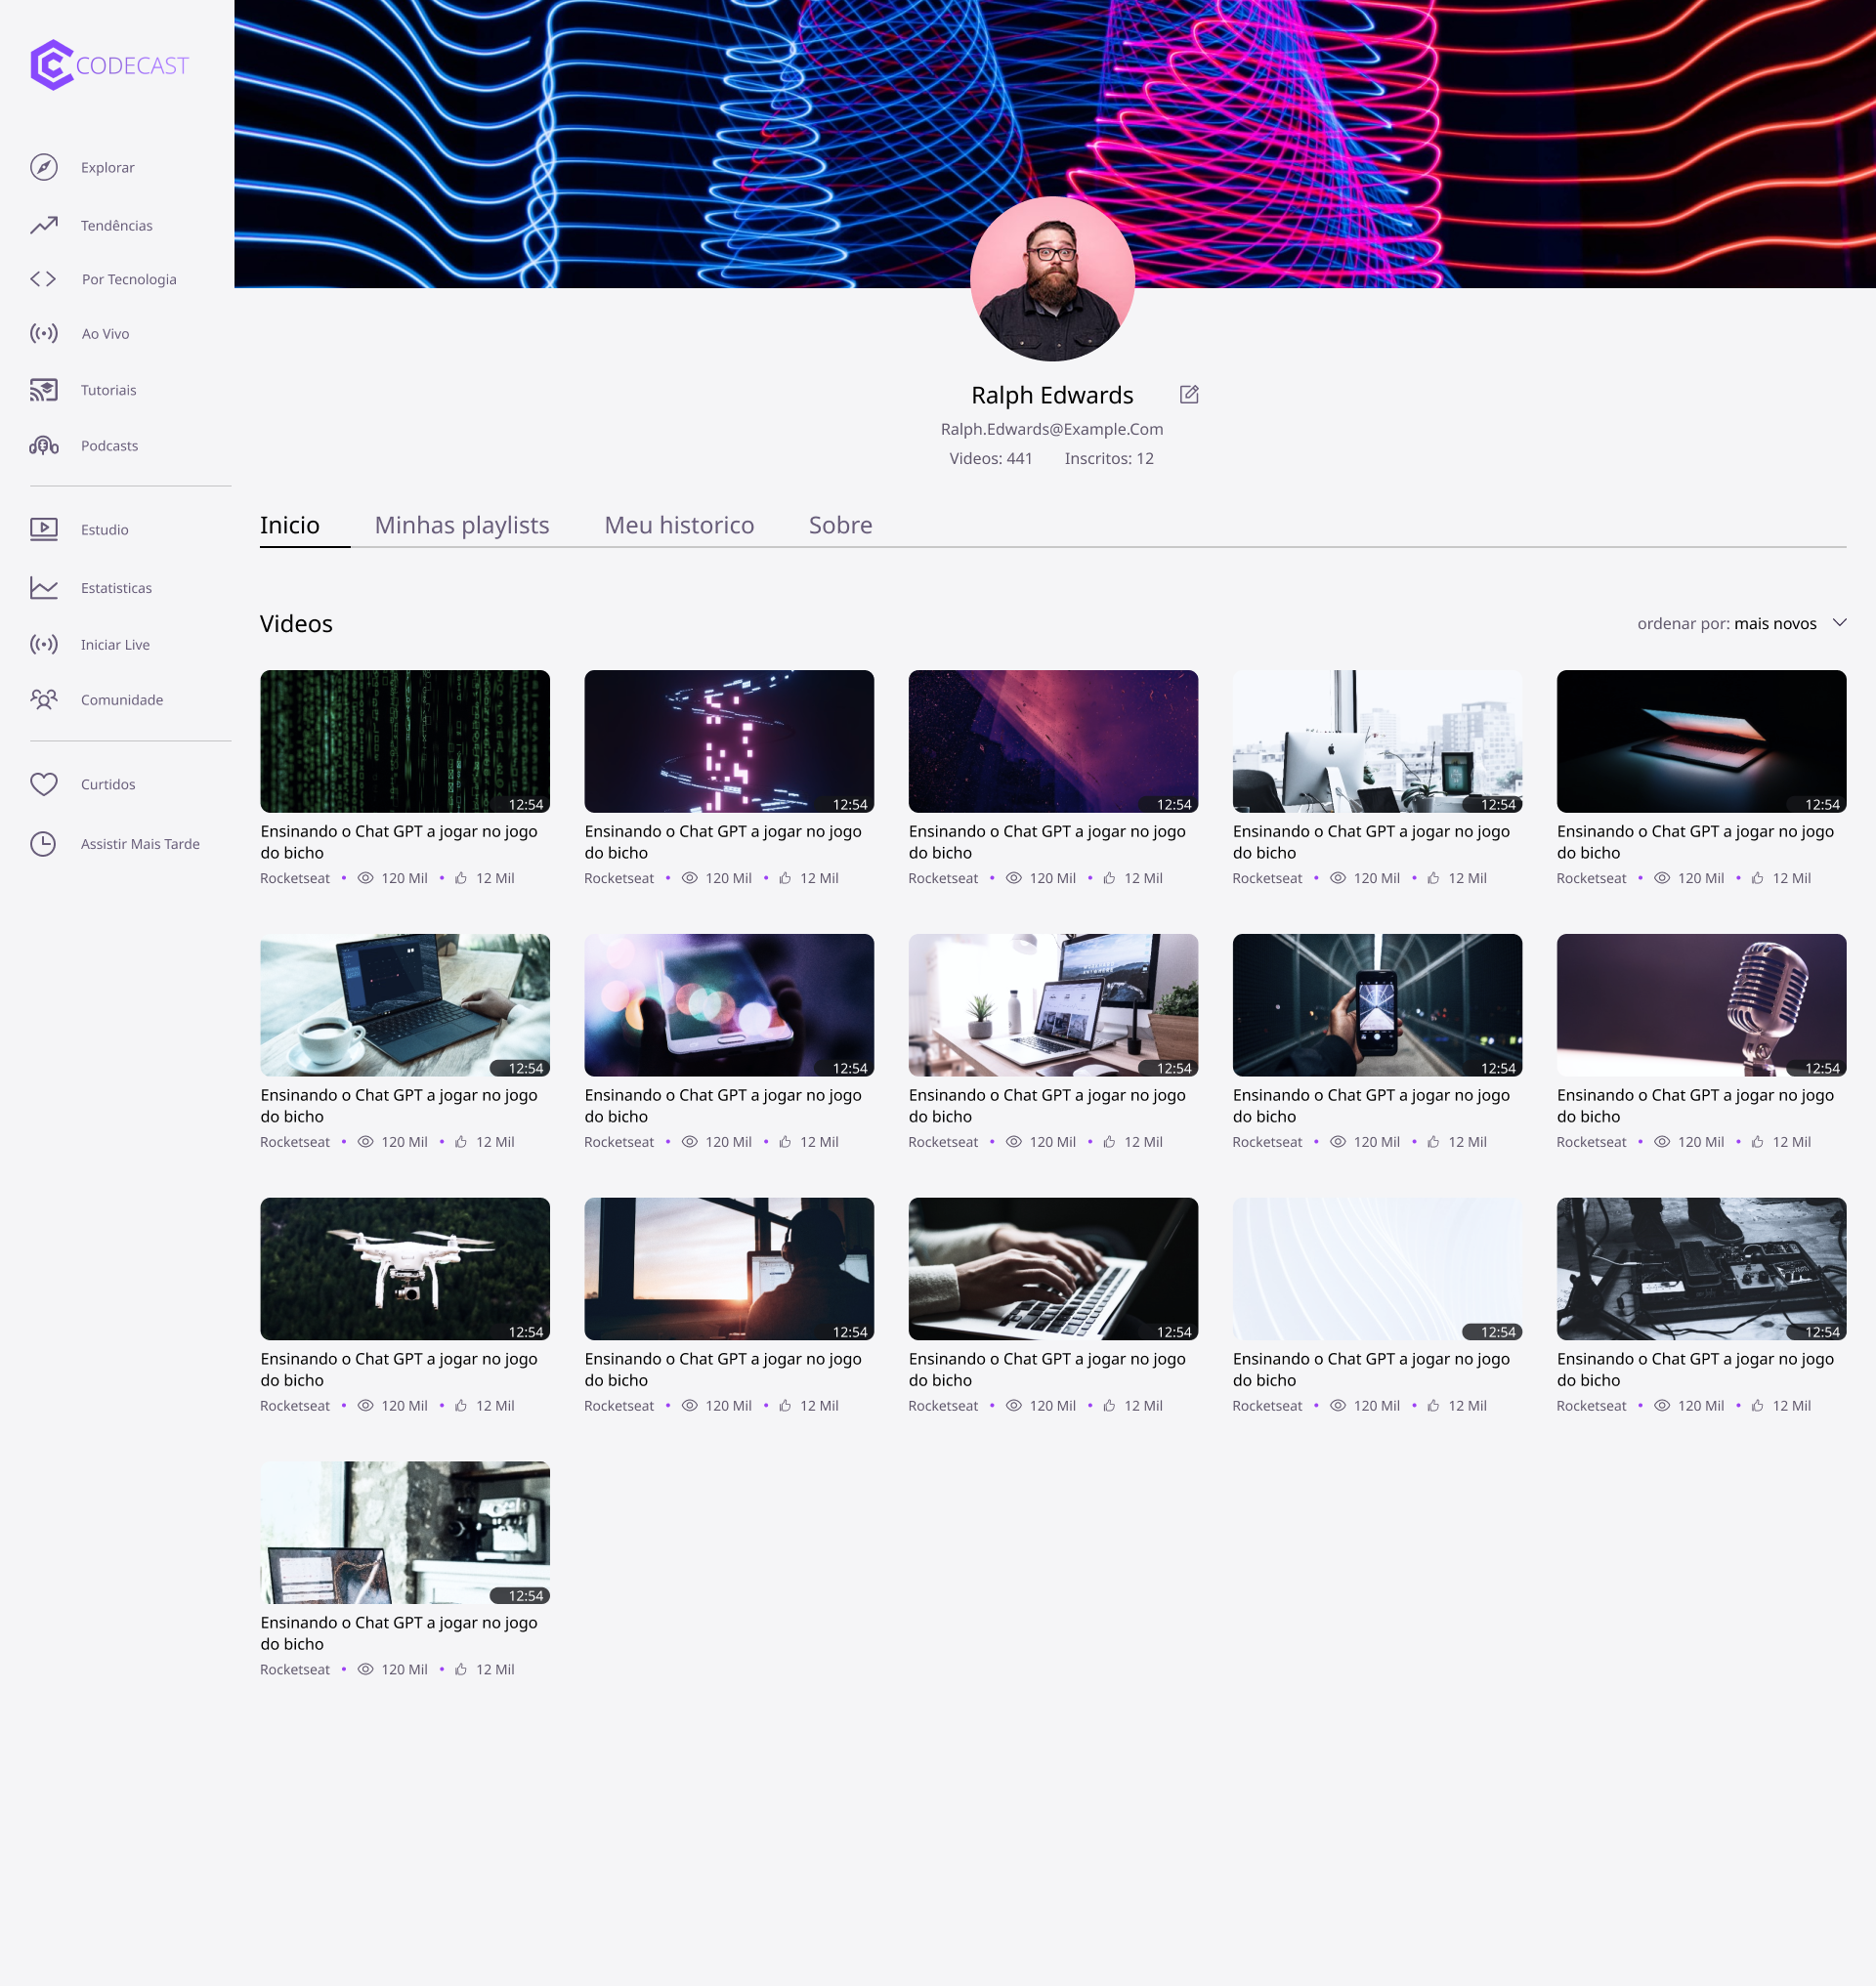 CODECAST
Explorar
Tendências
Por Tecnologia
Ao Vivo
Tutoriais
Podcasts
Estudio
Estatisticas
Iniciar Live
Comunidade
Curtidos
Assistir Mais Tarde
Ralph Edwards
Ralph.Edwards@Example.Com
Videos: 441 Inscritos: 12
Inicio Minhas playlists Meu historico Sobre
Videos
ordenar por: mais novos
12:54
Ensinando o Chat GPT a jogar no jogo
do bicho
Rocketseat • 120 Mil • 12 Mil
12:54
Ensinando o Chat GPT a jogar no jogo
do bicho
Rocketseat • 120 Mil • 12 Mil
12:54
Ensinando o Chat GPT a jogar no jogo
do bicho
Rocketseat • 120 Mil • 12 Mil
12:54
Ensinando o Chat GPT a jogar no jogo
do bicho
Rocketseat • 120 Mil • 12 Mil
12:54
Ensinando o Chat GPT a jogar no jogo
do bicho
Rocketseat • 120 Mil • 12 Mil
12:54
Ensinando o Chat GPT a jogar no jogo
do bicho
Rocketseat • 120 Mil • 12 Mil
12:54
Ensinando o Chat GPT a jogar no jogo
do bicho
Rocketseat • 120 Mil • 12 Mil
12:54
Ensinando o Chat GPT a jogar no jogo
do bicho
Rocketseat • 120 Mil • 12 Mil
12:54
Ensinando o Chat GPT a jogar no jogo
do bicho
Rocketseat • 120 Mil • 12 Mil
12:54
Ensinando o Chat GPT a jogar no jogo
do bicho
Rocketseat • 120 Mil • 12 Mil
12:54
Ensinando o Chat GPT a jogar no jogo
do bicho
Rocketseat • 120 Mil • 12 Mil
12:54
Ensinando o Chat GPT a jogar no jogo
do bicho
Rocketseat • 120 Mil • 12 Mil
12:54
Ensinando o Chat GPT a jogar no jogo
do bicho
Rocketseat • 120 Mil • 12 Mil
12:54
Ensinando o Chat GPT a jogar no jogo
do bicho
Rocketseat • 120 Mil • 12 Mil
12:54
Ensinando o Chat GPT a jogar no jogo
do bicho
Rocketseat • 120 Mil • 12 Mil
12:54
Ensinando o Chat GPT a jogar no jogo
do bicho
Rocketseat • 120 Mil • 12 Mil